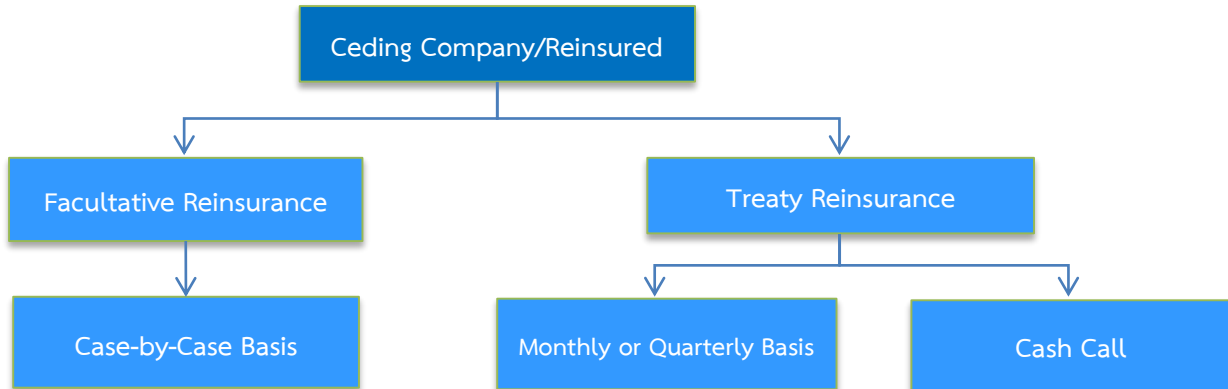 Ceding Company/Reinsured
Facultative Reinsurance
Treaty Reinsurance
Case-by-Case Basis
Monthly or Quarterly Basis
Cash Call